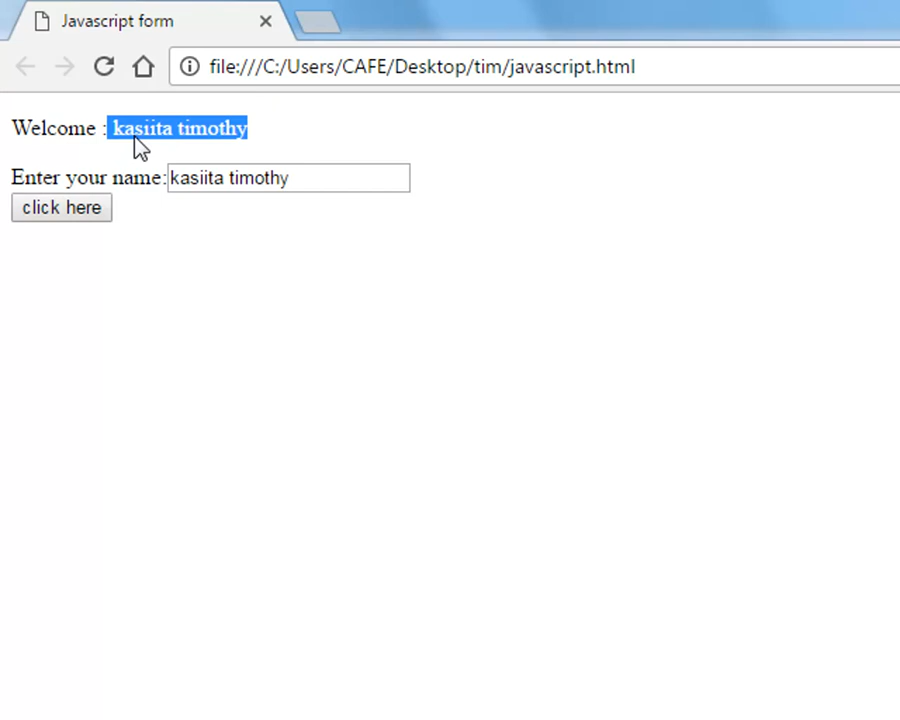 Javascript form
file:///C:/Users/CAFE/Desktop/tim/javascript.html
Welcome : kasiita timothy
Enter your name: kasiita timothy
click here